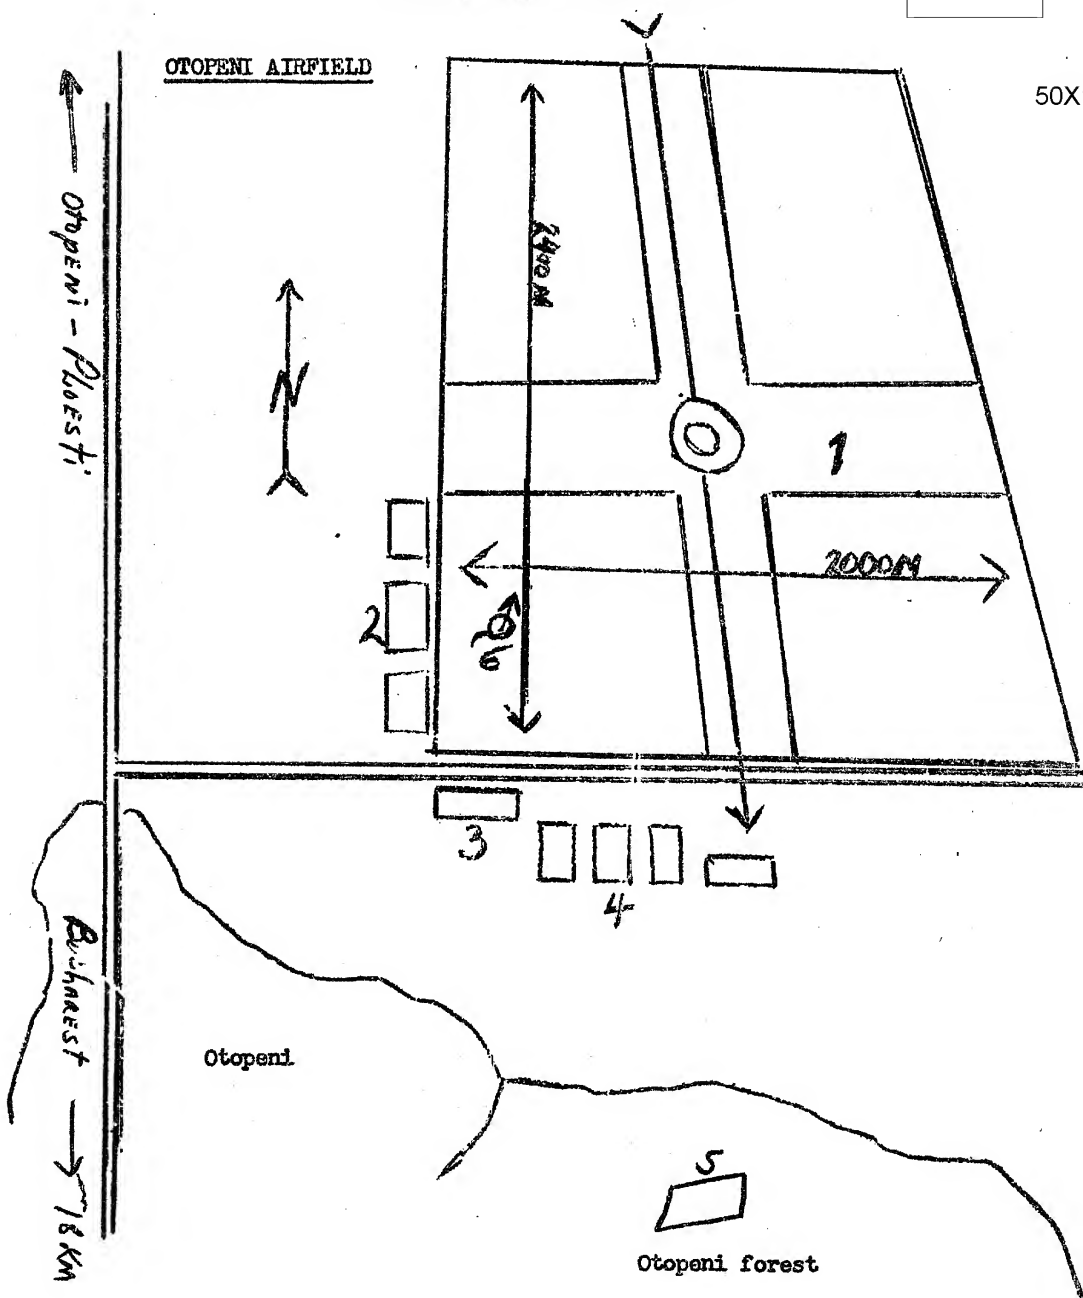 OTOPENI AIRFIELD
50X
OtopENi - PLOESti
2400 M
N
1
2000M
2
3
4
BuchAREST
18 Km
Otopeni
5
Otopeni forest